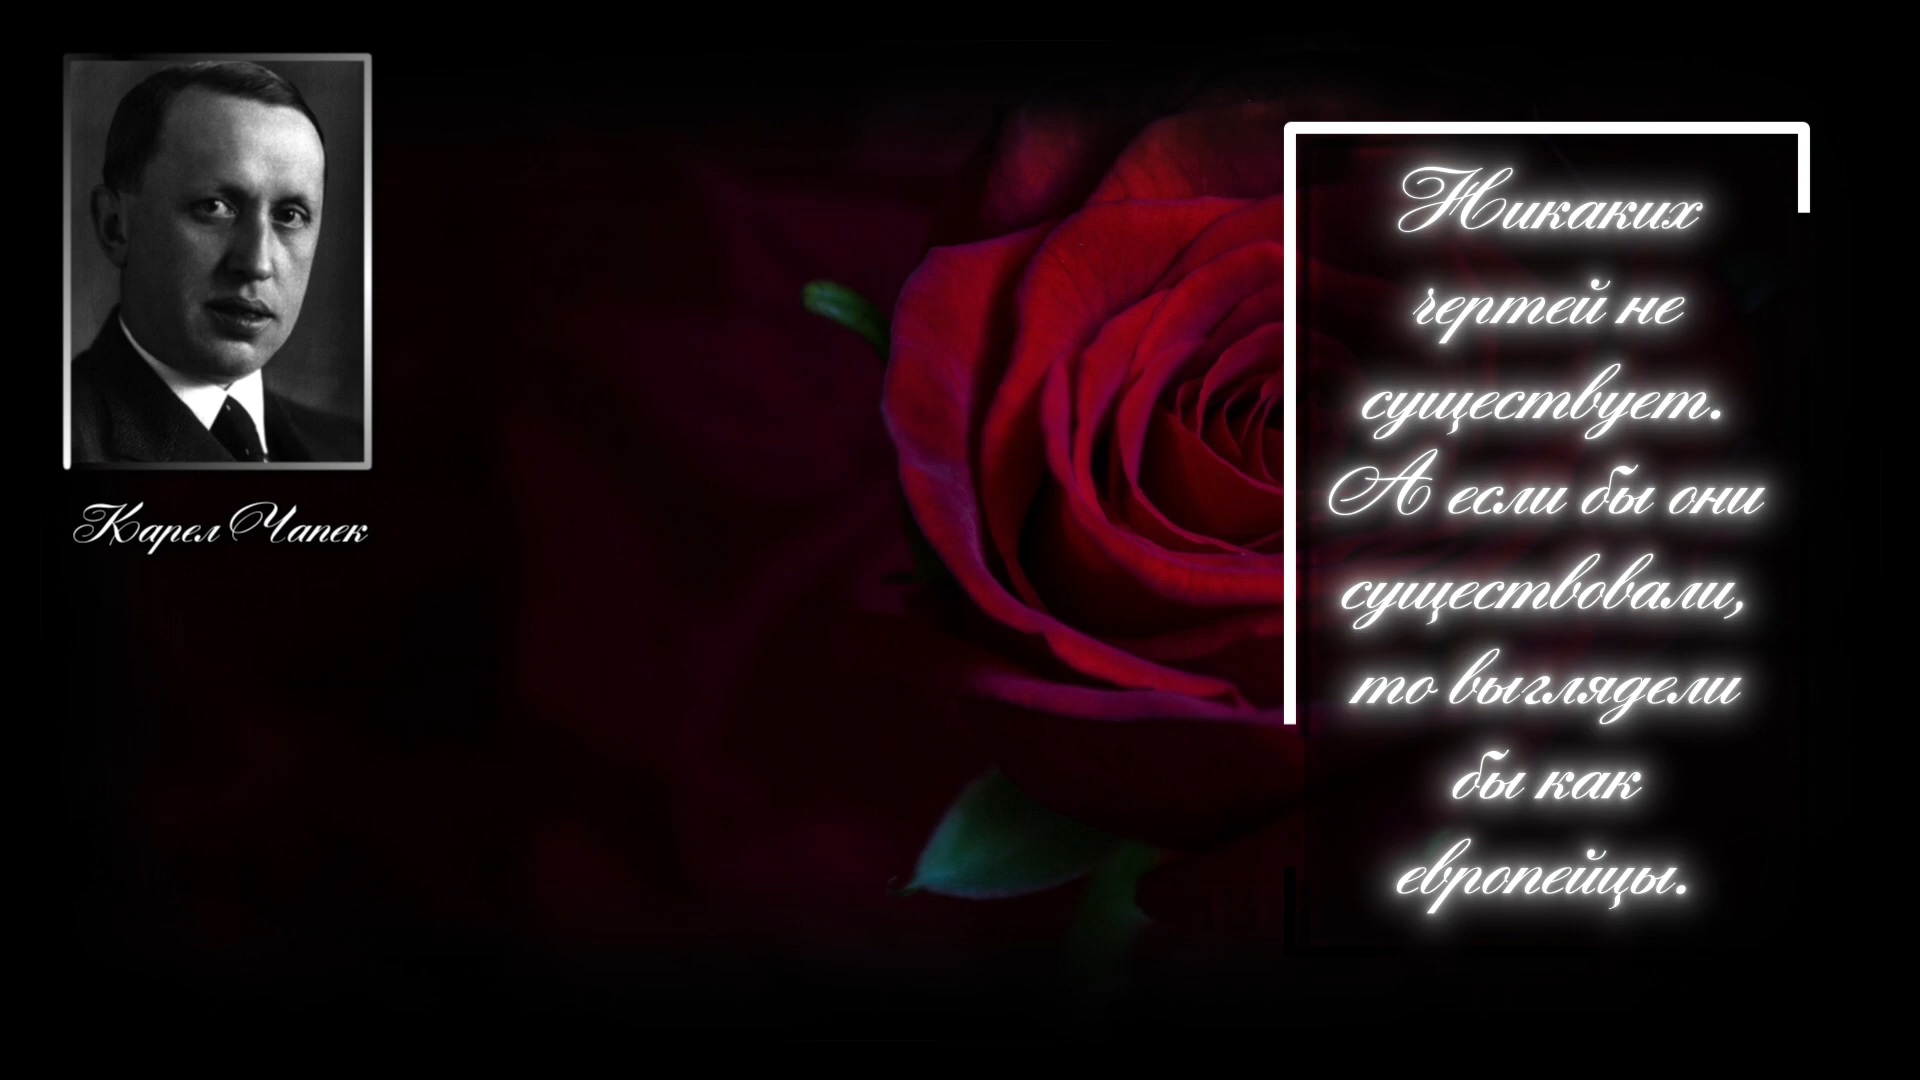 Карел Чапек
Никаких
чертей не
существует.
А если бы они
существовали,
то выглядели
бы как
европейцы.